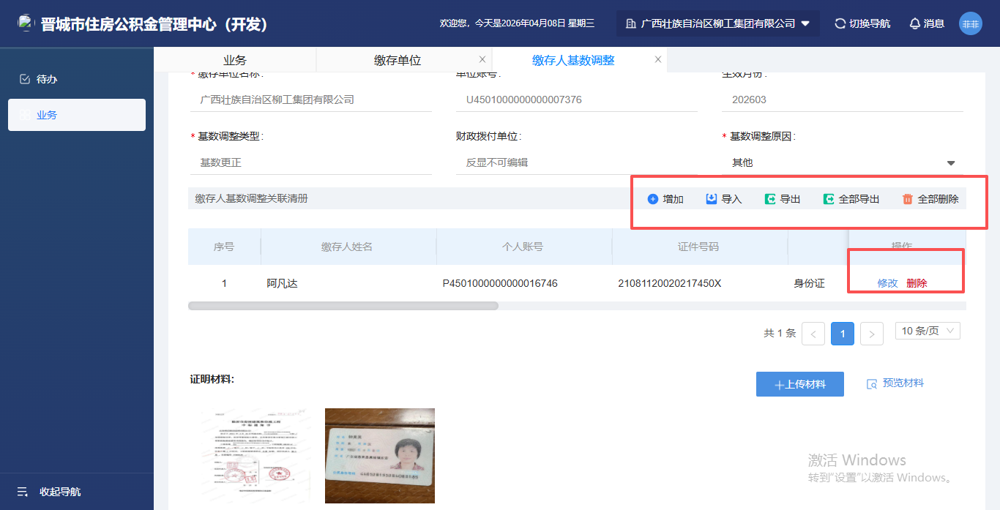 晋城市住房公积金管理中心（开发）
欢迎您，今天是2026年04月08日 星期三
广西壮族自治区柳工集团有限公司
切换导航
消息
菲菲
待办
业务
收起导航
业务
缴存单位
缴存人基数调整
* 缴存单位名称:
单位账号:
* 生效月份:
广西壮族自治区柳工集团有限公司
U4501000000000007376
202603
* 基数调整类型:
财政拨付单位:
* 基数调整原因:
基数更正
反显不可编辑
其他
缴存人基数调整关联清册
增加
导入
导出
全部导出
全部删除
序号
缴存人姓名
个人账号
证件号码
操作
1
阿凡达
P4501000000000016746
21081120020217450X
身份证
修改
删除
共 1 条
<
1
>
10 条/页
证明材料:
上传材料
预览材料
激活 Windows
转到"设置"以激活 Windows。